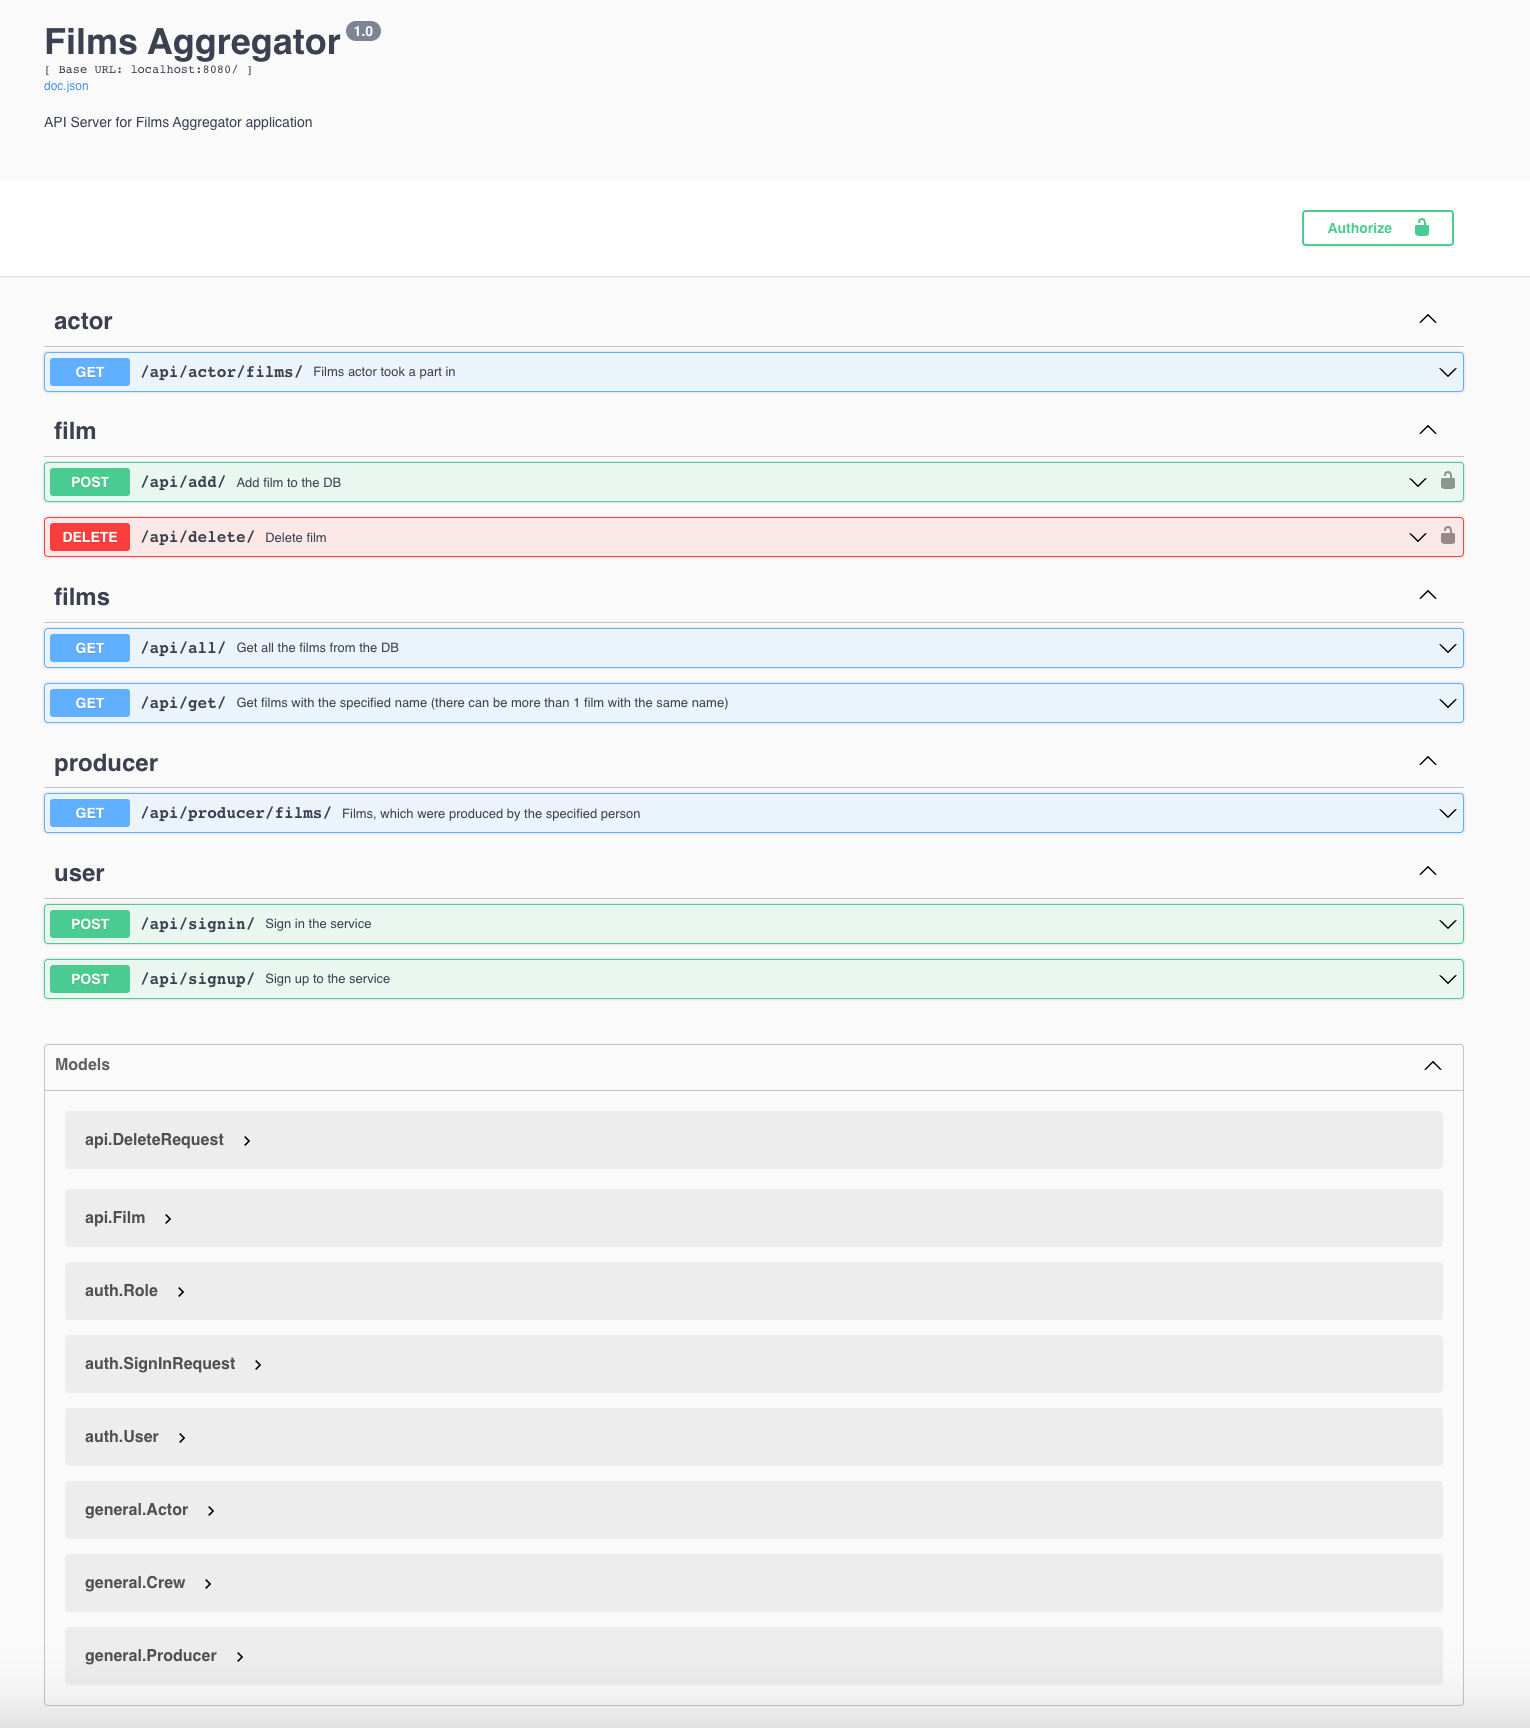 Films Aggregator 1.0
[ Base URL: localhost:8080/ ]
doc.json
API Server for Films Aggregator application
Authorize
actor
GET /api/actor/films/ Films actor took a part in
film
POST /api/add/ Add film to the DB
DELETE /api/delete/ Delete film
films
GET /api/all/ Get all the films from the DB
GET /api/get/ Get films with the specified name (there can be more than 1 film with the same name)
producer
GET /api/producer/films/ Films, which were produced by the specified person
user
POST /api/signin/ Sign in the service
POST /api/signup/ Sign up to the service
Models
api.DeleteRequest
api.Film
auth.Role
auth.SignInRequest
auth.User
general.Actor
general.Crew
general.Producer